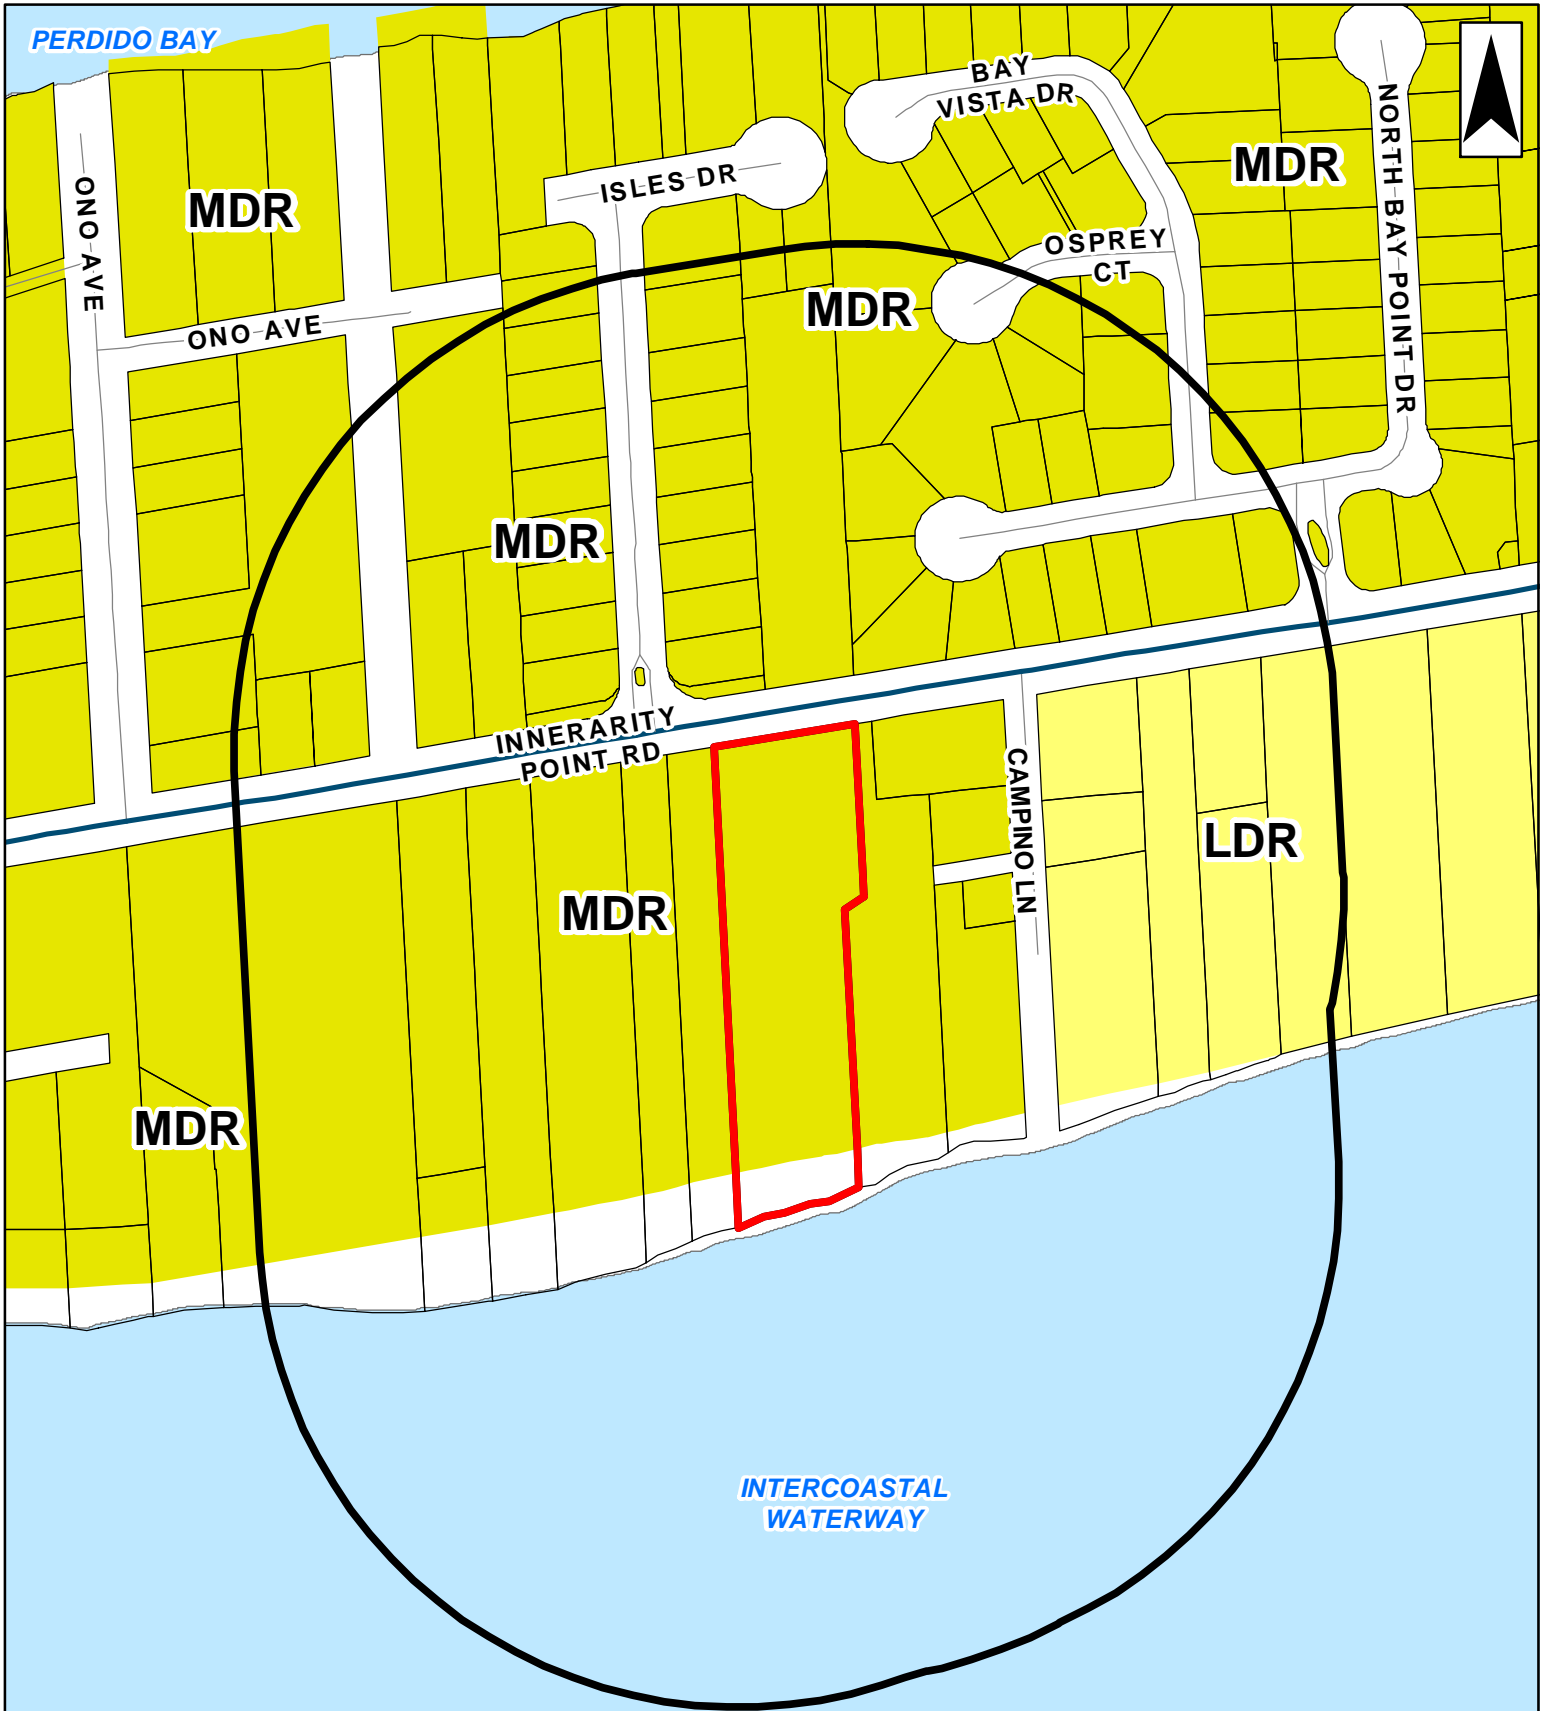 PERDIDO BAY
BAY
VISTA DR
NORTH BAY POINT DR
MDR
ISLES DR
ONO AVE
MDR
OSPREY
CT
MDR
ONO AVE
MDR
INNERARITY
POINT RD
CAMPINO LN
LDR
MDR
MDR
INTERCOASTAL
WATERWAY